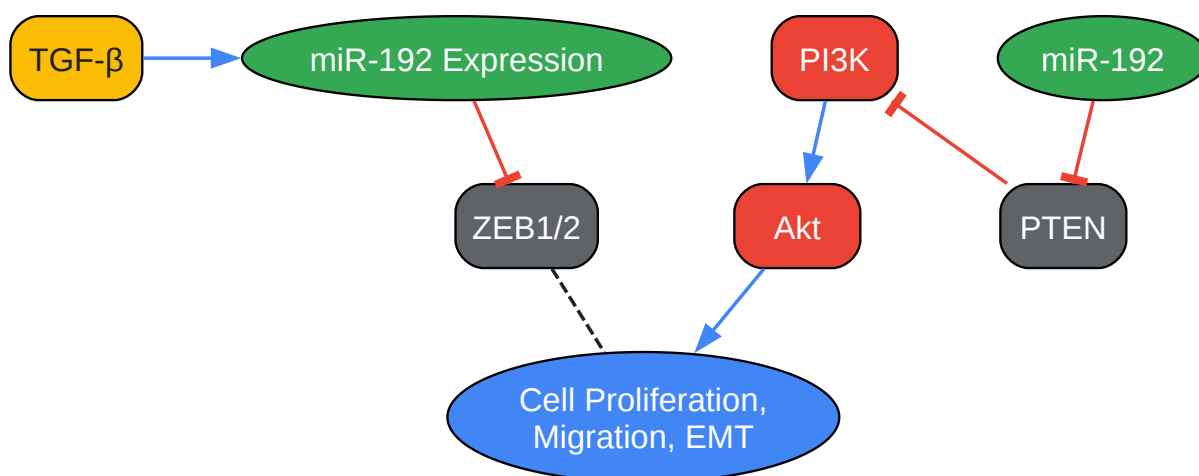 TGF-β
miR-192 Expression
PI3K
miR-192
ZEB1/2
Akt
PTEN
Cell Proliferation,
Migration, EMT